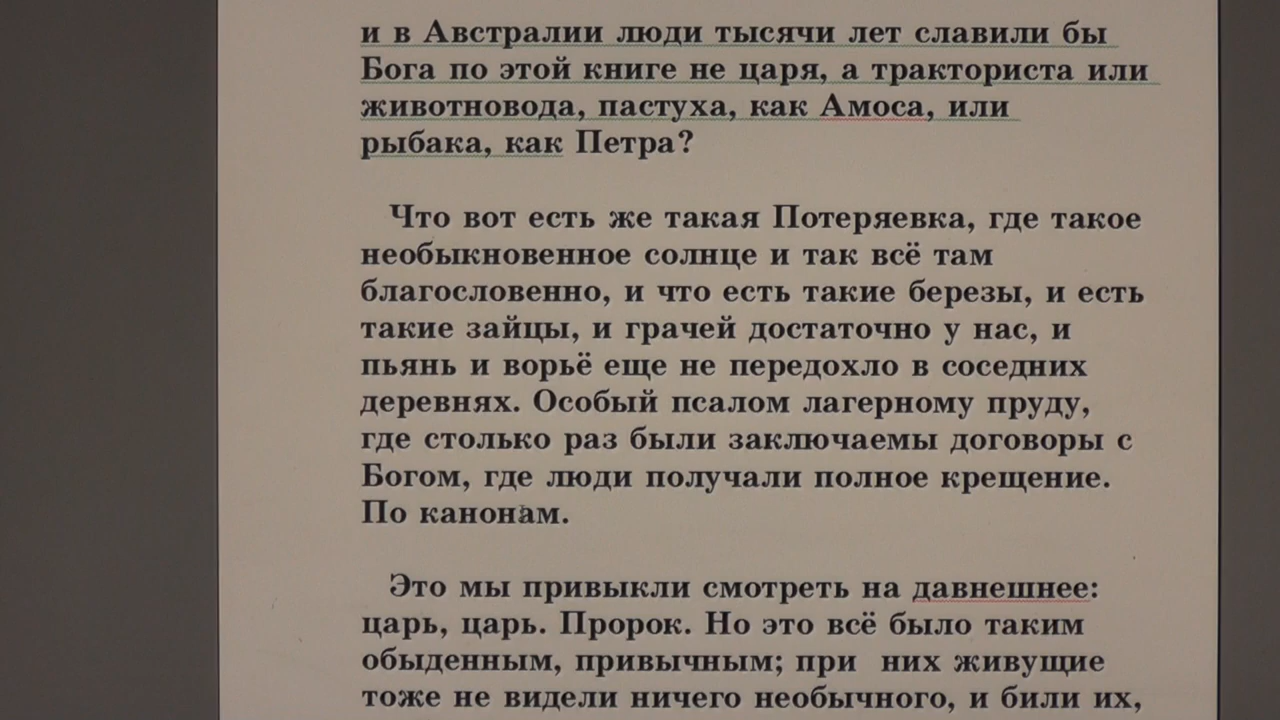 и в Австралии люди тысячи лет славили бы
Бога по этой книге не царя, а тракториста или
животновода, пастуха, как Амоса, или
рыбака, как Петра?
Что вот есть же такая Потеряевка, где такое
необыкновенное солнце и так всё там
благословенно, и что есть такие березы, и есть
такие зайцы, и грачей достаточно у нас, и
пьянь и ворьё еще не передохло в соседних
деревнях. Особый псалом лагерному пруду,
где столько раз были заключаемы договоры с
Богом, где люди получали полное крещение.
По канонам.
Это мы привыкли смотреть на давнешнее:
царь, царь. Пророк. Но это всё было таким
обыденным, привычным; при них живущие
тоже не видели ничего необычного, и били их,